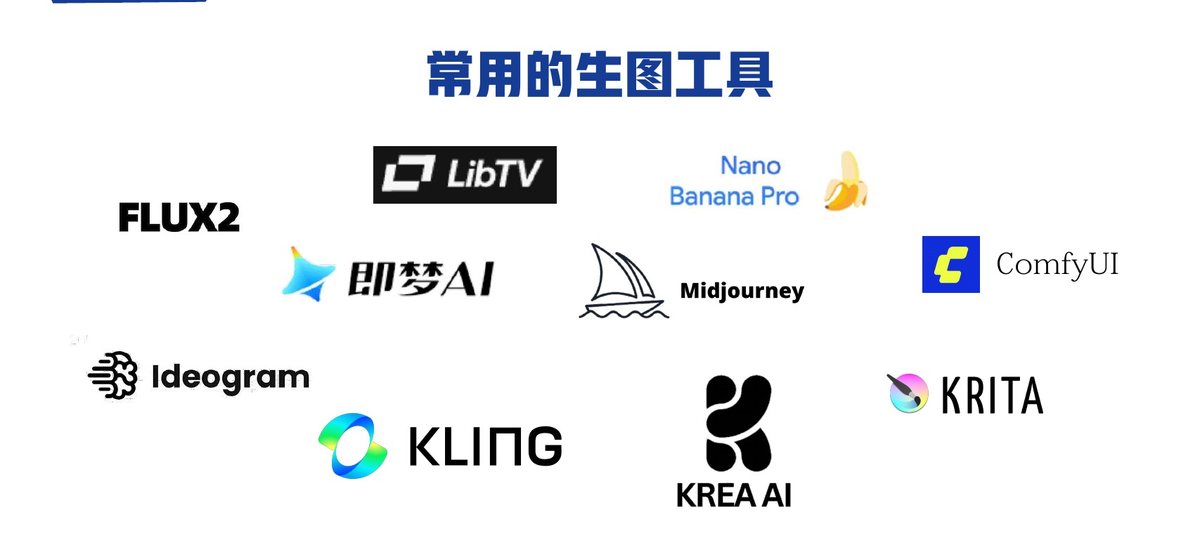 常用的生图工具
LibTV
Nano
Banana Pro
FLUX2
即梦AI
Midjourney
ComfyUI
Ideogram
KLING
KREA AI
KRITA